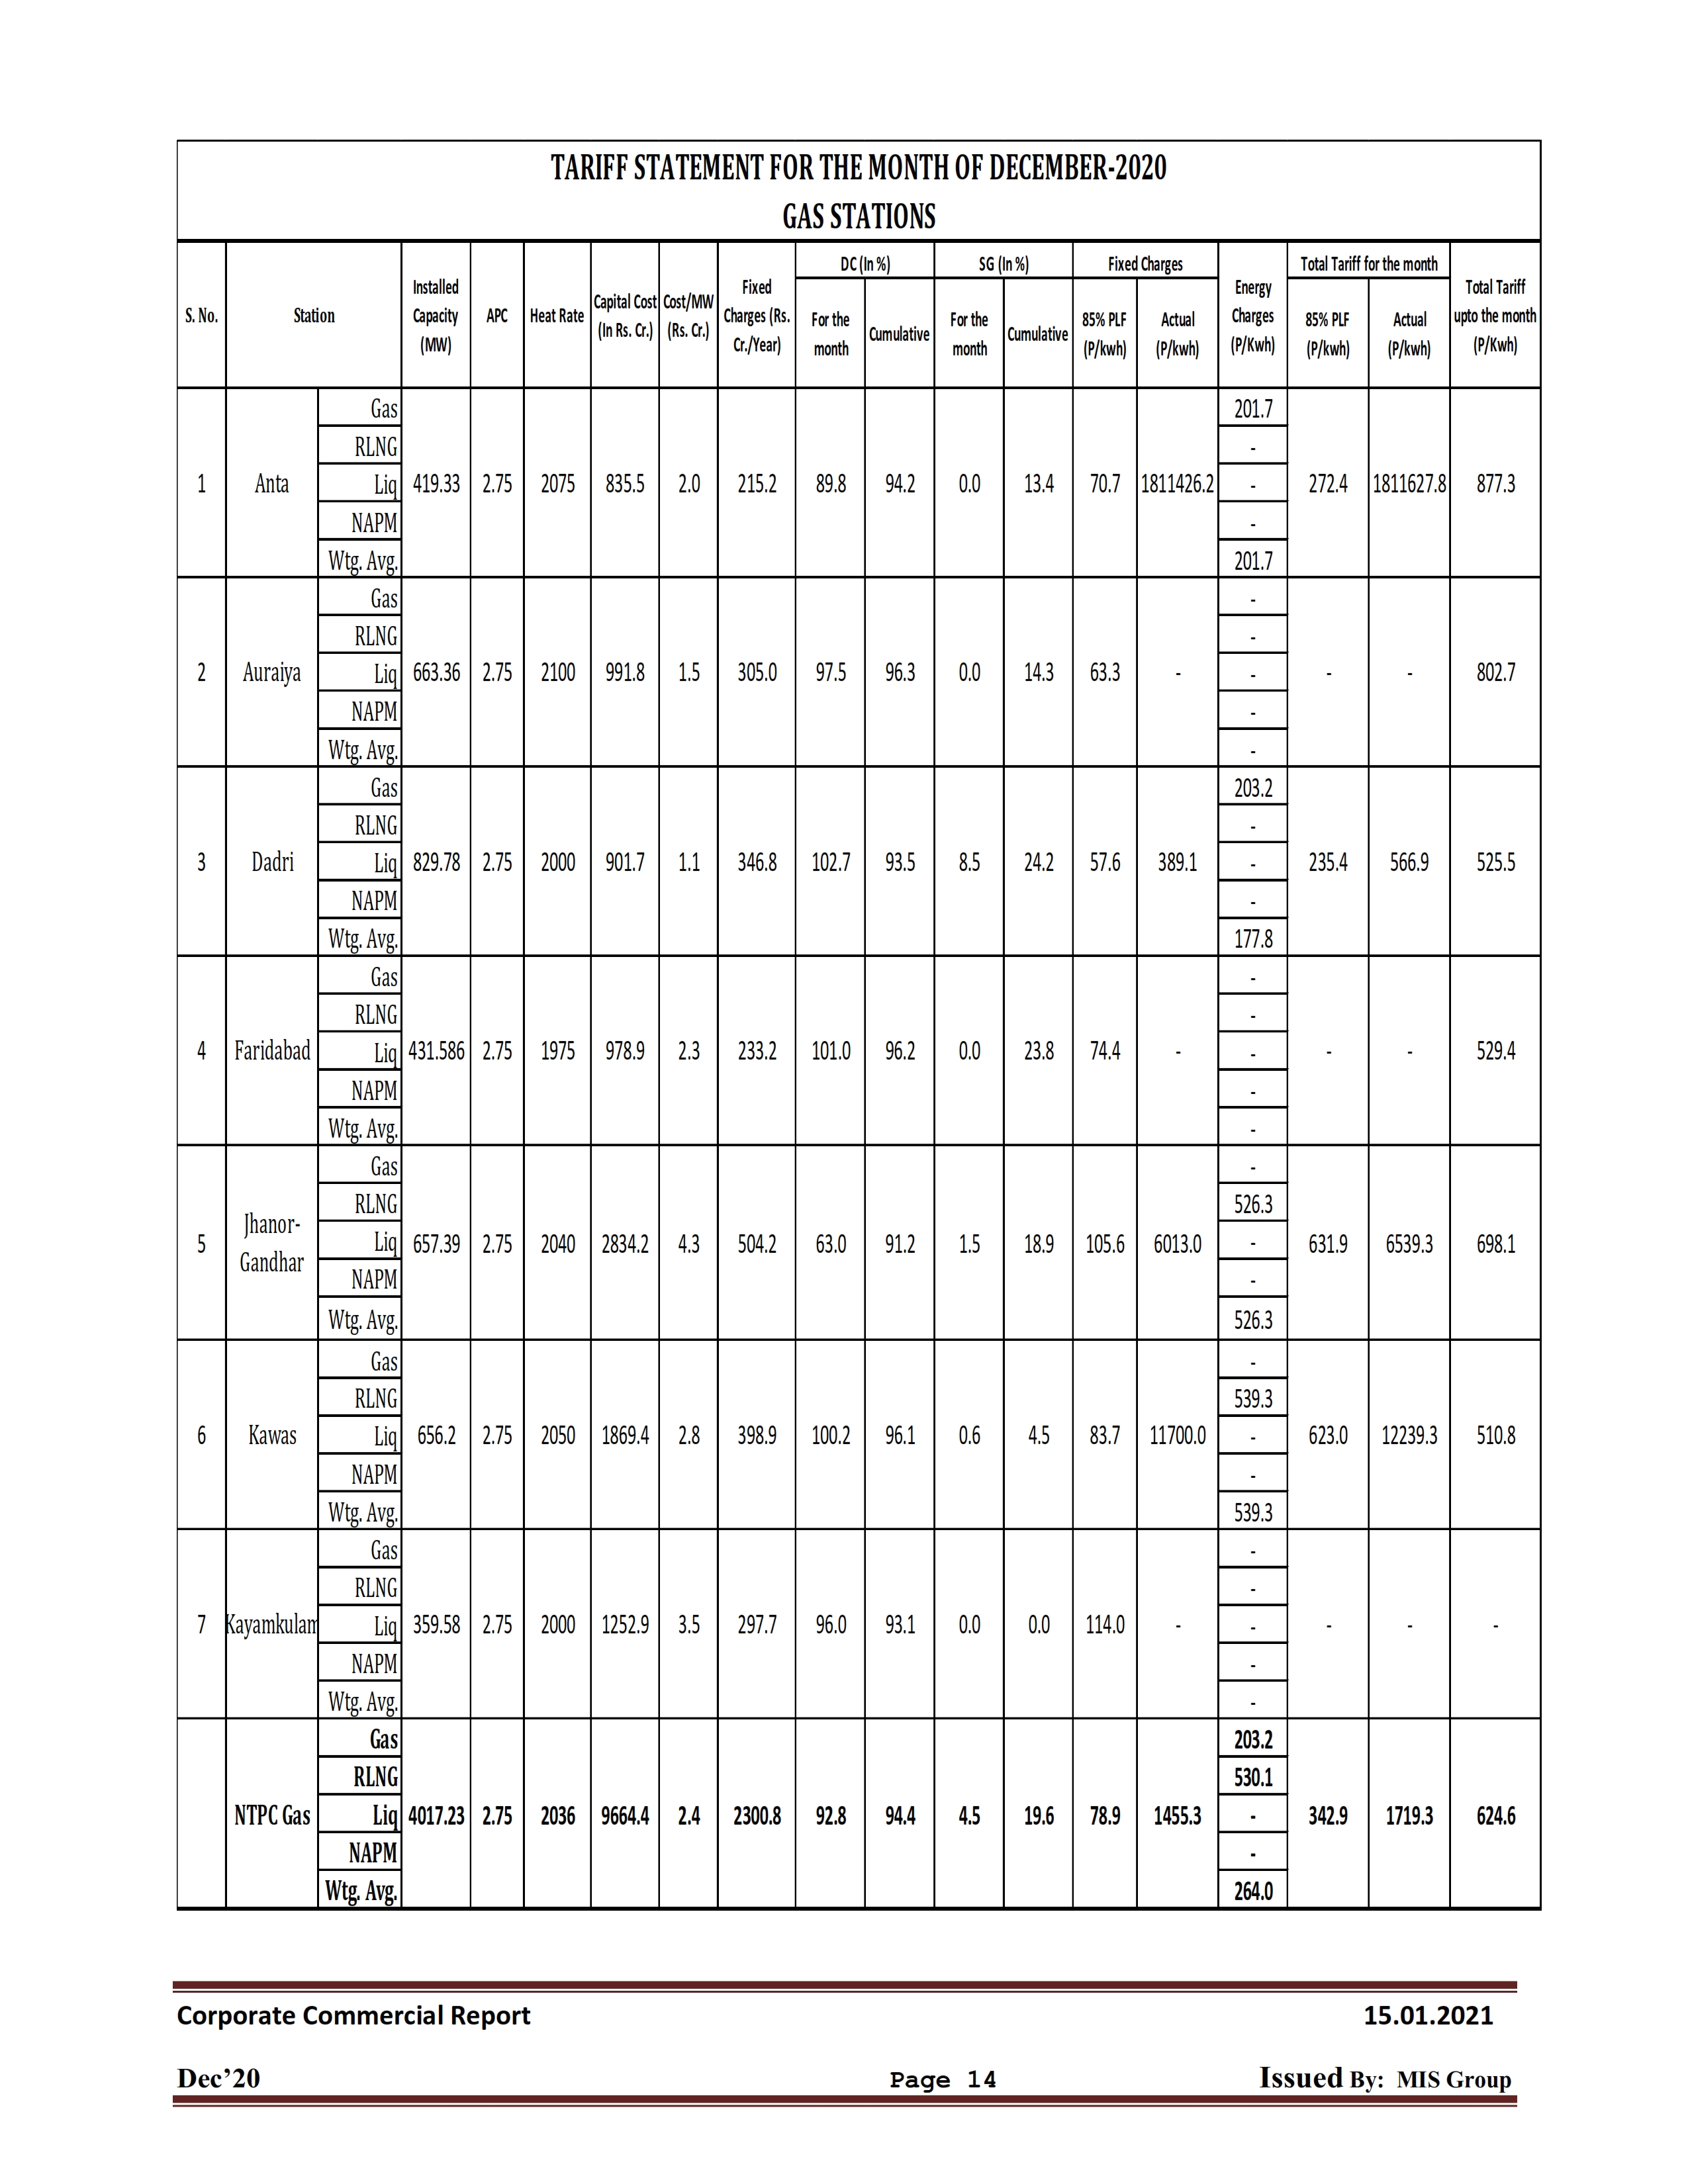 TARIFF STATEMENT FOR THE MONTH OF DECEMBER-2020
GAS STATIONS
S. No. Station Installed Capacity (MW) APC Heat Rate Capital Cost (In Rs. Cr.) Cost/MW (Rs. Cr.) Fixed Charges (Rs. Cr./Year) DC (In %) SG (In %) Fixed Charges Energy Charges (P/Kwh) Total Tariff for the month Total Tariff upto the month (P/Kwh)
For the month Cumulative For the month Cumulative 85% PLF (P/kwh) Actual (P/kwh) 85% PLF (P/kwh) Actual (P/kwh)
Gas 201.7
RLNG -
1 Anta Liq 419.33 2.75 2075 835.5 2.0 215.2 89.8 94.2 0.0 13.4 70.7 1811426.2 - 272.4 1811627.8 877.3
NAPM -
Wtg. Avg. 201.7
Gas -
RLNG -
2 Auraiya Liq 663.36 2.75 2100 991.8 1.5 305.0 97.5 96.3 0.0 14.3 63.3 - - - - 802.7
NAPM -
Wtg. Avg. -
Gas 203.2
RLNG -
3 Dadri Liq 829.78 2.75 2000 901.7 1.1 346.8 102.7 93.5 8.5 24.2 57.6 389.1 - 235.4 566.9 525.5
NAPM -
Wtg. Avg. 177.8
Gas -
RLNG -
4 Faridabad Liq 431.586 2.75 1975 978.9 2.3 233.2 101.0 96.2 0.0 23.8 74.4 - - - - 529.4
NAPM -
Wtg. Avg. -
Gas -
RLNG 526.3
5 Jhanor-Gandhar Liq 657.39 2.75 2040 2834.2 4.3 504.2 63.0 91.2 1.5 18.9 105.6 6013.0 - 631.9 6539.3 698.1
NAPM -
Wtg. Avg. 526.3
Gas -
RLNG 539.3
6 Kawas Liq 656.2 2.75 2050 1869.4 2.8 398.9 100.2 96.1 0.6 4.5 83.7 11700.0 - 623.0 12239.3 510.8
NAPM -
Wtg. Avg. 539.3
Gas -
RLNG -
7 Kayamkulam Liq 359.58 2.75 2000 1252.9 3.5 297.7 96.0 93.1 0.0 0.0 114.0 - - - - -
NAPM -
Wtg. Avg. -
Gas 203.2
RLNG 530.1
NTPC Gas Liq 4017.23 2.75 2036 9664.4 2.4 2300.8 92.8 94.4 4.5 19.6 78.9 1455.3 - 342.9 1719.3 624.6
NAPM -
Wtg. Avg. 264.0
Corporate Commercial Report 15.01.2021
Dec’20 Page 14 Issued By: MIS Group